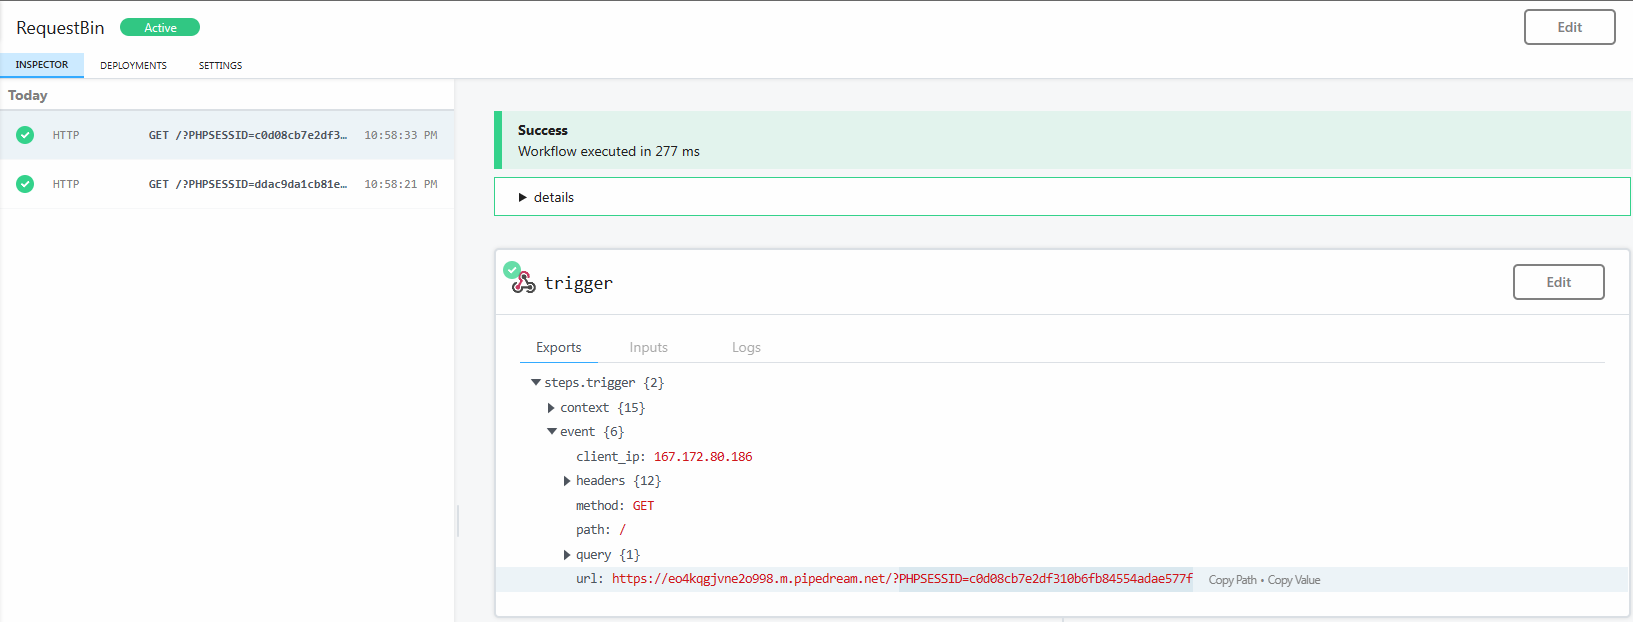 RequestBin Active Edit
INSPECTOR DEPLOYMENTS SETTINGS
Today
HTTP GET /?PHPSESSID=c0d08cb7e2df3… 10:58:33 PM
HTTP GET /?PHPSESSID=ddac9da1cb81e… 10:58:21 PM
Success
Workflow executed in 277 ms
details
trigger Edit
Exports Inputs Logs
steps.trigger {2}
context {15}
event {6}
client_ip: 167.172.80.186
headers {12}
method: GET
path: /
query {1}
url: https://eo4kqgjvne2o998.m.pipedream.net/?PHPSESSID=c0d08cb7e2df310b6fb84554adae577f Copy Path • Copy Value